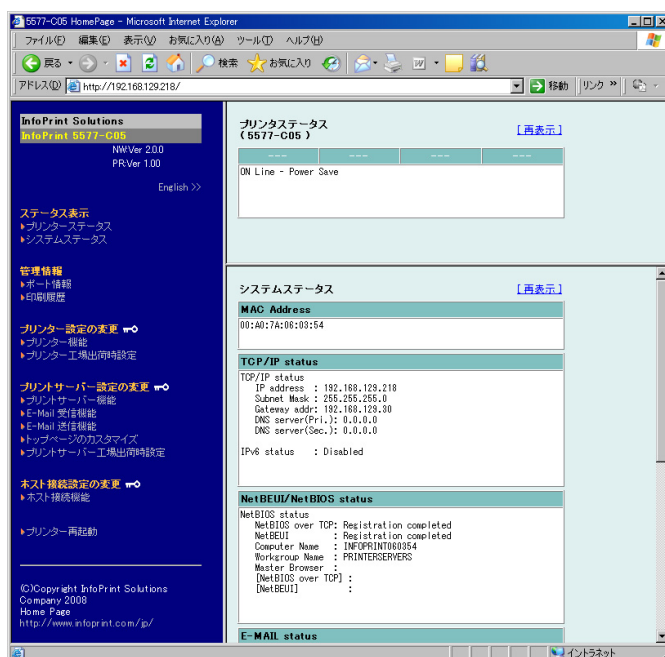 5577-C05 HomePage - Microsoft Internet Explorer
ファイル(F) 編集(E) 表示(V) お気に入り(A) ツール(T) ヘルプ(H)
戻る 検索 お気に入り
アドレス(D) http://192.168.129.218/ 移動 リンク »
InfoPrint Solutions
InfoPrint 5577-C05
NW:Ver 2.0.0
PR:Ver 1.00
English >>
ステータス表示
プリンターステータス
システムステータス
管理情報
ポート情報
印刷履歴
プリンター設定の変更
プリンター機能
プリンター工場出荷時設定
プリントサーバー設定の変更
プリントサーバー機能
E-Mail 受信機能
E-Mail 送信機能
トップページのカスタマイズ
プリントサーバー工場出荷時設定
ホスト接続設定の変更
ホスト接続機能
プリンター再起動
(C)Copyright InfoPrint Solutions
Company 2008
Home Page
http://www.infoprint.com/jp/
プリンタステータス
( 5577-C05 )
[再表示]
--- --- --- ---
ON Line - Power Save
システムステータス [再表示]
MAC Address
00:A0:7A:06:03:54
TCP/IP status
TCP/IP status
IP address : 192.168.129.218
Subnet Mask : 255.255.255.0
Gateway addr: 192.168.129.30
DNS server(Pri.): 0.0.0.0
DNS server(Sec.): 0.0.0.0
IPv6 status : Disabled
NetBEUI/NetBIOS status
NetBIOS status
NetBIOS over TCP: Registration completed
NetBEUI : Registration completed
Computer Name : INFOPRINT060354
Workgroup Name : PRINTERSERVERS
Master Browser :
[NetBIOS over TCP] :
[NetBEUI] :
E-MAIL status
イントラネット